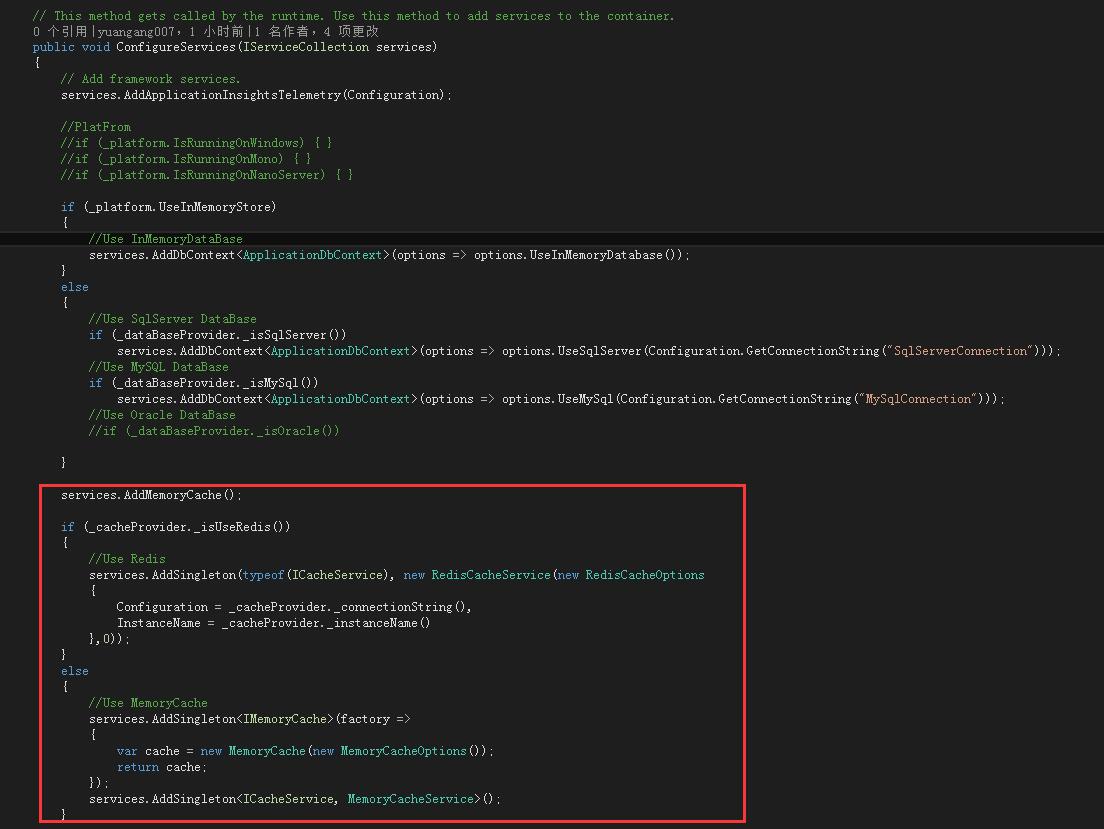 // This method gets called by the runtime. Use this method to add services to the container.
0 个引用|yuangang007，1 小时前|1 名作者，4 项更改
public void ConfigureServices(IServiceCollection services)
{
// Add framework services.
services.AddApplicationInsightsTelemetry(Configuration);
//PlatFrom
//if (_platform.IsRunningOnWindows) { }
//if (_platform.IsRunningOnMono) { }
//if (_platform.IsRunningOnNanoServer) { }
if (_platform.UseInMemoryStore)
{
//Use InMemoryDataBase
services.AddDbContext<ApplicationDbContext>(options => options.UseInMemoryDatabase());
}
else
{
//Use SqlServer DataBase
if (_dataBaseProvider._isSqlServer())
services.AddDbContext<ApplicationDbContext>(options => options.UseSqlServer(Configuration.GetConnectionString("SqlServerConnection")));
//Use MySQL DataBase
if (_dataBaseProvider._isMySql())
services.AddDbContext<ApplicationDbContext>(options => options.UseMySql(Configuration.GetConnectionString("MySqlConnection")));
//Use Oracle DataBase
//if (_dataBaseProvider._isOracle())
}
services.AddMemoryCache();
if (_cacheProvider._isUseRedis())
{
//Use Redis
services.AddSingleton(typeof(ICacheService), new RedisCacheService(new RedisCacheOptions
{
Configuration = _cacheProvider._connectionString(),
InstanceName = _cacheProvider._instanceName()
},0));
}
else
{
//Use MemoryCache
services.AddSingleton<IMemoryCache>(factory =>
{
var cache = new MemoryCache(new MemoryCacheOptions());
return cache;
});
services.AddSingleton<ICacheService, MemoryCacheService>();
}